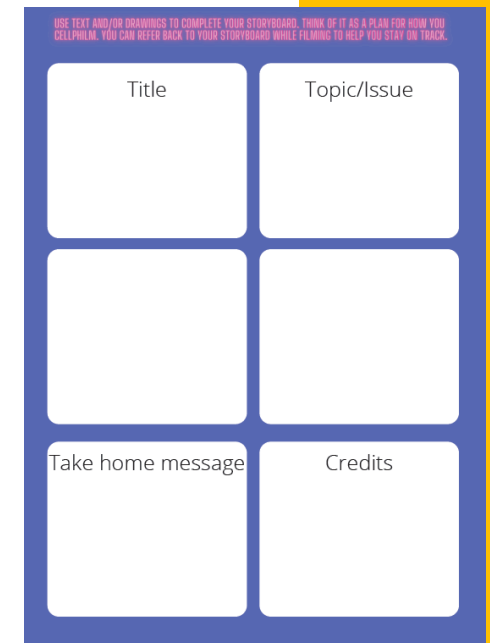 USE TEXT AND/OR DRAWINGS TO COMPLETE YOUR STORYBOARD. THINK OF IT AS A PLAN FOR HOW YOU
CELLPHILM. YOU CAN REFER BACK TO YOUR STORYBOARD WHILE FILMING TO HELP YOU STAY ON TRACK.
Title
Topic/Issue
Take home message
Credits